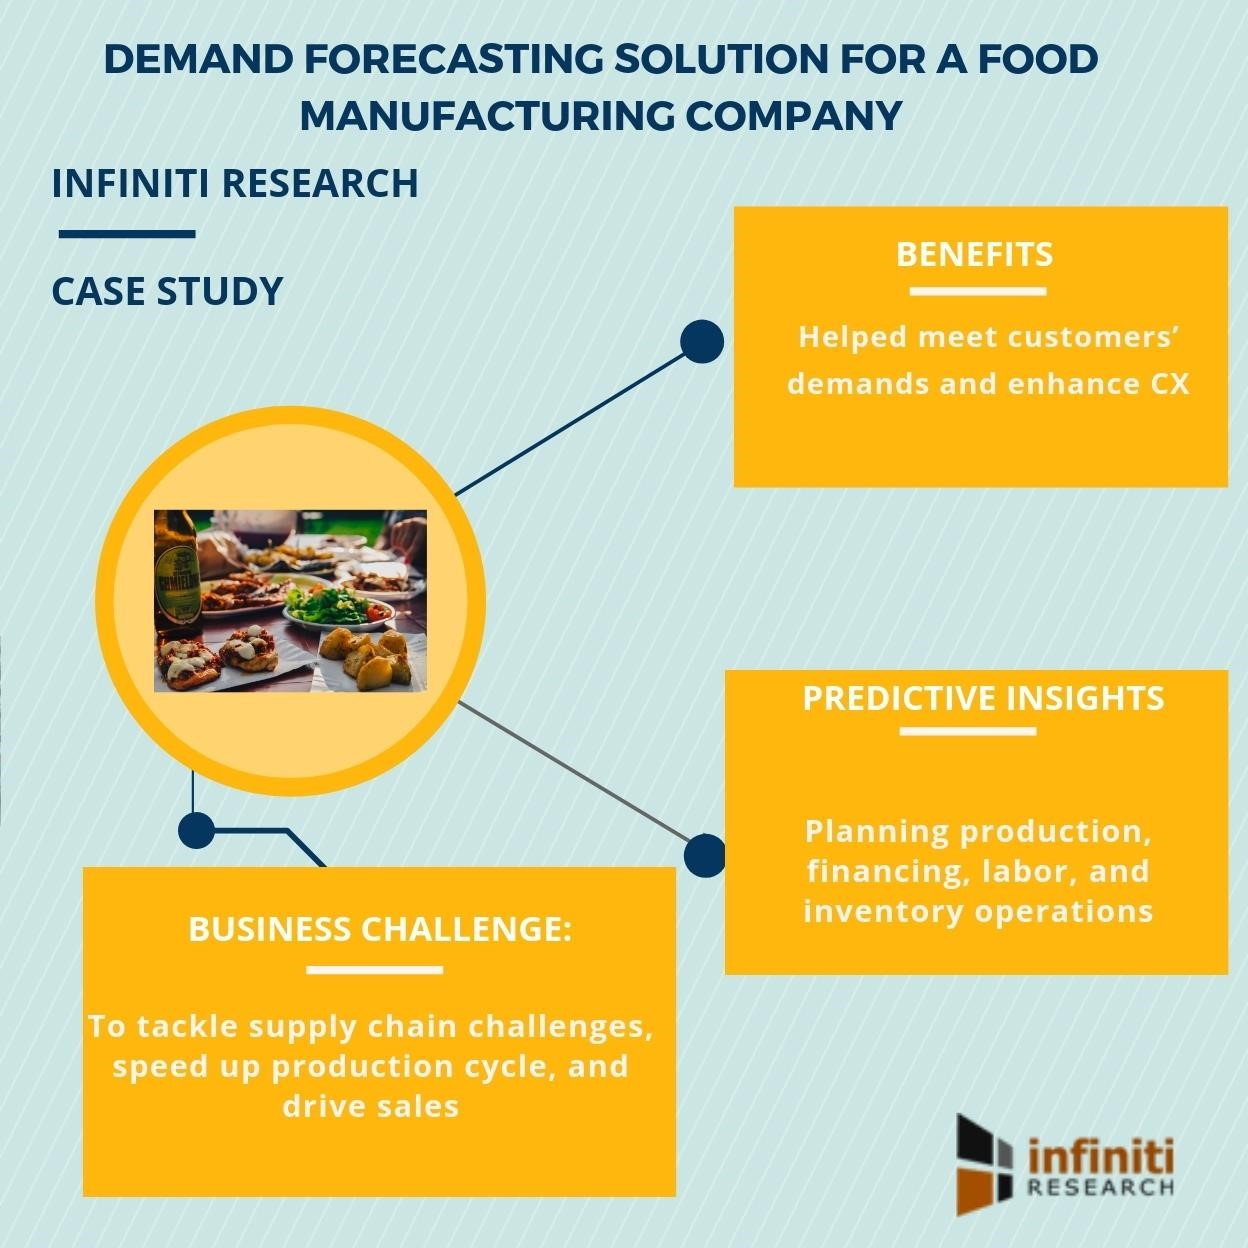 DEMAND FORECASTING SOLUTION FOR A FOOD
MANUFACTURING COMPANY
INFINITI RESEARCH
CASE STUDY
BENEFITS
Helped meet customers’
demands and enhance CX
PREDICTIVE INSIGHTS
Planning production,
financing, labor, and
inventory operations
BUSINESS CHALLENGE:
To tackle supply chain challenges,
speed up production cycle, and
drive sales
infiniti
RESEARCH